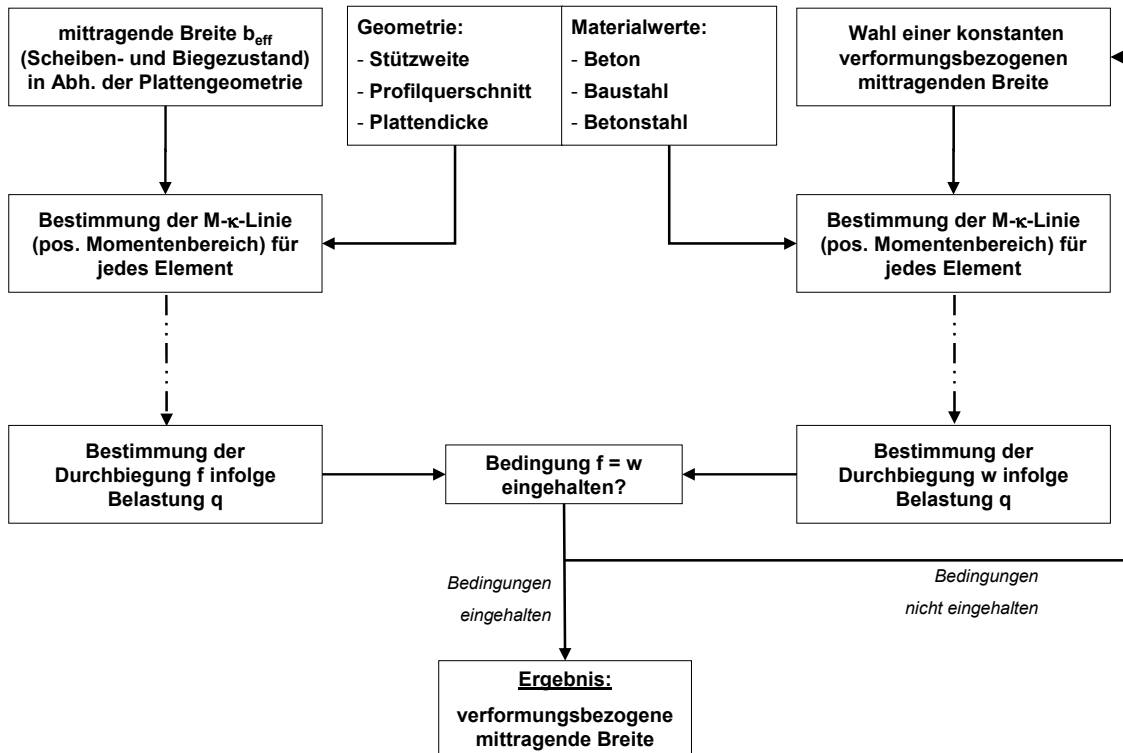 mittragende Breite beff
(Scheiben- und Biegezustand)
in Abh. der Plattengeometrie
Geometrie:
- Stützweite
- Profilquerschnitt
- Plattendicke
Materialwerte:
- Beton
- Baustahl
- Betonstahl
Wahl einer konstanten
verformungsbezogenen
mittragenden Breite
Bestimmung der M-κ-Linie
(pos. Momentenbereich) für
jedes Element
Bestimmung der M-κ-Linie
(pos. Momentenbereich) für
jedes Element
Bestimmung der
Durchbiegung f infolge
Belastung q
Bedingung f = w
eingehalten?
Bestimmung der
Durchbiegung w infolge
Belastung q
Bedingungen
eingehalten
Bedingungen
nicht eingehalten
Ergebnis:
verformungsbezogene
mittragende Breite